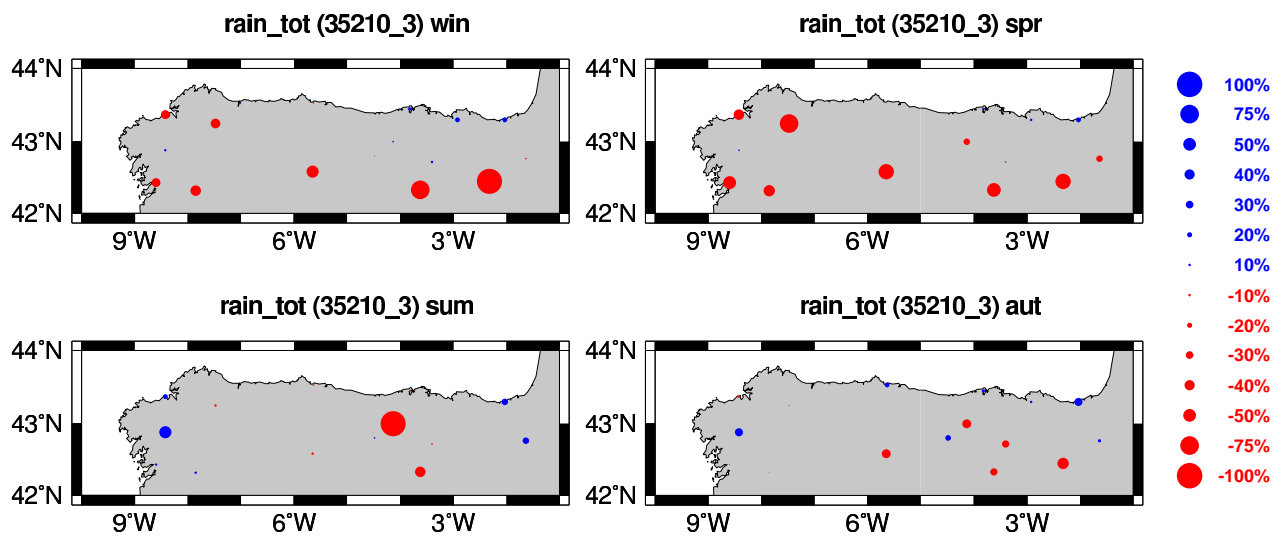 rain_tot (35210_3) win
44°N
43°N
42°N
9°W 6°W 3°W
rain_tot (35210_3) spr
44°N
43°N
42°N
9°W 6°W 3°W
rain_tot (35210_3) sum
44°N
43°N
42°N
9°W 6°W 3°W
rain_tot (35210_3) aut
44°N
43°N
42°N
9°W 6°W 3°W
100%
75%
50%
40%
30%
20%
10%
-10%
-20%
-30%
-40%
-50%
-75%
-100%